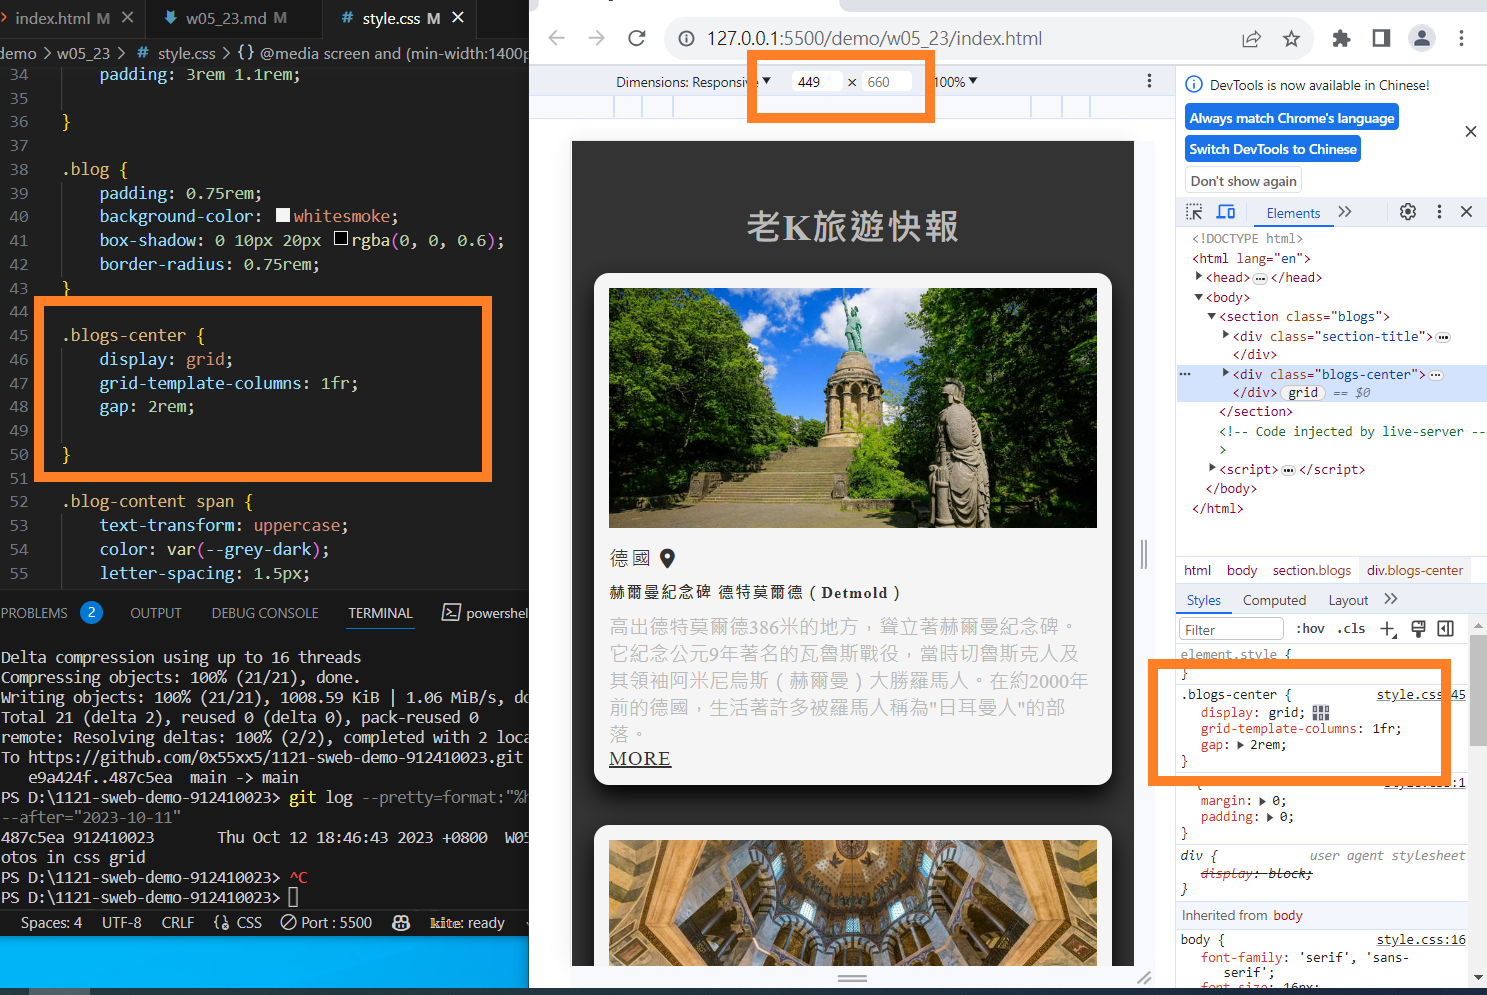 index.html M
w05_23.md M
# style.css M
demo > w05_23 > # style.css > {} @media screen and (min-width:1400p
34 padding: 3rem 1.1rem;
35
36 }
37
38 .blog {
39 padding: 0.75rem;
40 background-color: whitesmoke;
41 box-shadow: 0 10px 20px rgba(0, 0, 0.6);
42 border-radius: 0.75rem;
43 }
44
45 .blogs-center {
46 display: grid;
47 grid-template-columns: 1fr;
48 gap: 2rem;
49
50 }
51
52 .blog-content span {
53 text-transform: uppercase;
54 color: var(--grey-dark);
55 letter-spacing: 1.5px;
PROBLEMS 2 OUTPUT DEBUG CONSOLE TERMINAL powershel
Delta compression using up to 16 threads
Compressing objects: 100% (21/21), done.
Writing objects: 100% (21/21), 1008.59 KiB | 1.06 MiB/s, do
Total 21 (delta 2), reused 0 (delta 0), pack-reused 0
remote: Resolving deltas: 100% (2/2), completed with 2 loca
To https://github.com/0x55xx5/1121-sweb-demo-912410023.git
e9a424f..487c5ea main -> main
PS D:\1121-sweb-demo-912410023> git log --pretty=format:"%h
--after="2023-10-11"
487c5ea 912410023 Thu Oct 12 18:46:43 2023 +0800 W05
otos in css grid
PS D:\1121-sweb-demo-912410023> ^C
PS D:\1121-sweb-demo-912410023>
Spaces: 4 UTF-8 CRLF {} CSS Port : 5500 kite: ready
127.0.0.1:5500/demo/w05_23/index.html
Dimensions: Responsive 449 × 660 100%
老K旅遊快報
德國
赫爾曼紀念碑 德特莫爾德 ( Detmold )
高出德特莫爾德386米的地方，聳立著赫爾曼紀念碑。
它紀念公元9年著名的瓦魯斯戰役，當時切魯斯克人及
其領袖阿米尼烏斯 ( 赫爾曼 ) 大勝羅馬人。在約2000年
前的德國，生活著許多被羅馬人稱為"日耳曼人"的部
落。
MORE
DevTools is now available in Chinese!
Always match Chrome's language
Switch DevTools to Chinese
Don't show again
Elements
<!DOCTYPE html>
<html lang="en">
<head>…</head>
<body>
<section class="blogs">
<div class="section-title">…
</div>
<div class="blogs-center">…
</div> grid == $0
</section>
<!-- Code injected by live-server --
>
<script>…</script>
</body>
</html>
html body section.blogs div.blogs-center
Styles Computed Layout
Filter :hov .cls
element.style {
}
.blogs-center { style.css:45
display: grid;
grid-template-columns: 1fr;
gap: 2rem;
}
{ style.css:1
margin: 0;
padding: 0;
}
div { user agent stylesheet
display: block;
}
Inherited from body
body { style.css:16
font-family: 'serif', 'sans-
serif';
font-size: 16px;